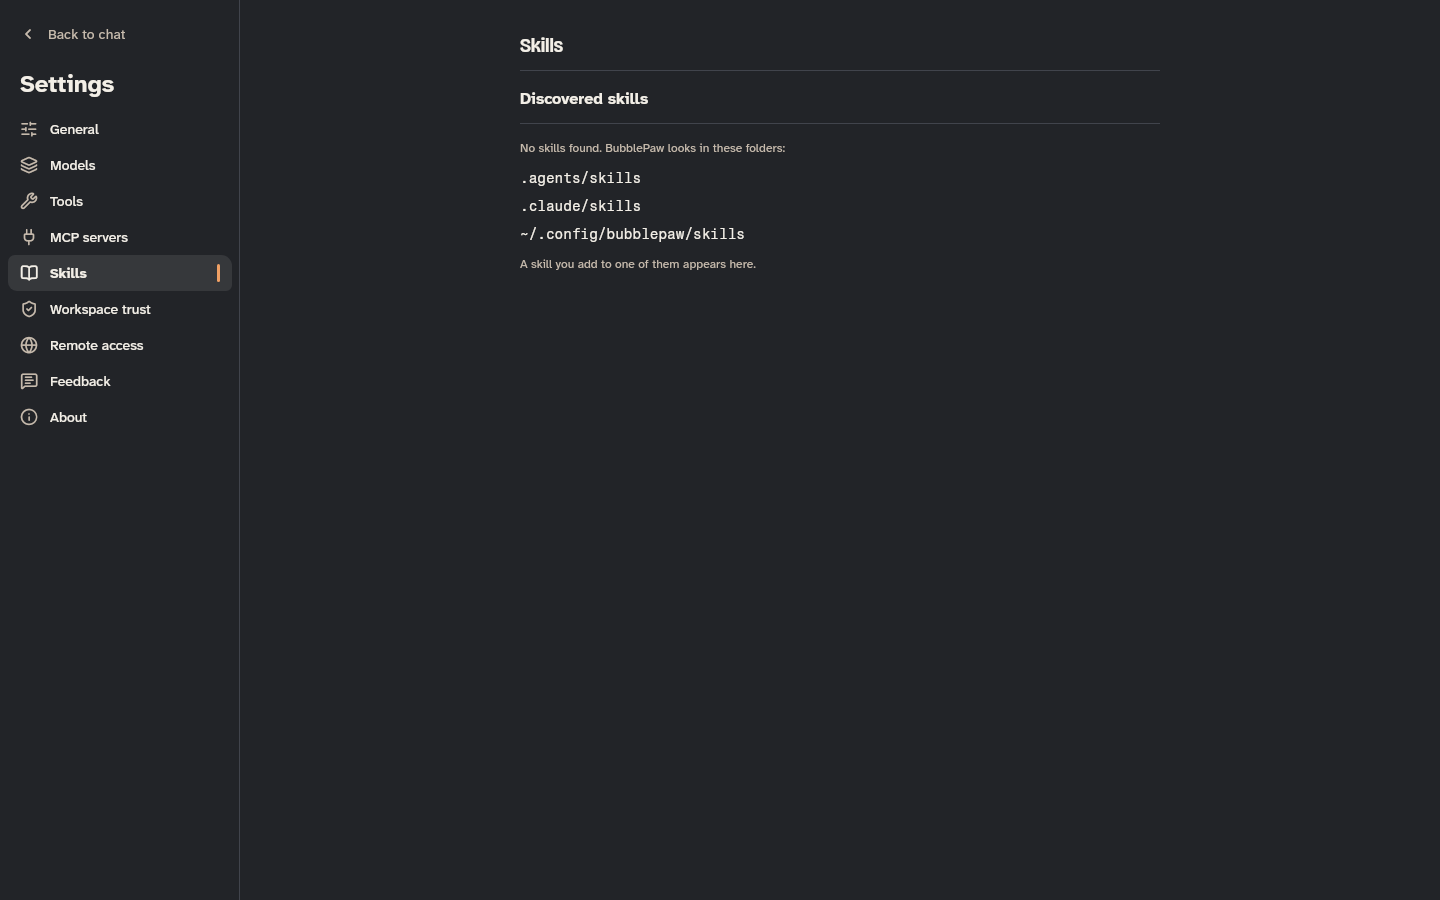 Back to chat
Settings
General
Models
Tools
MCP servers
Skills
Workspace trust
Remote access
Feedback
About
Skills
Discovered skills
No skills found. BubblePaw looks in these folders:
.agents/skills
.claude/skills
~/.config/bubblepaw/skills
A skill you add to one of them appears here.